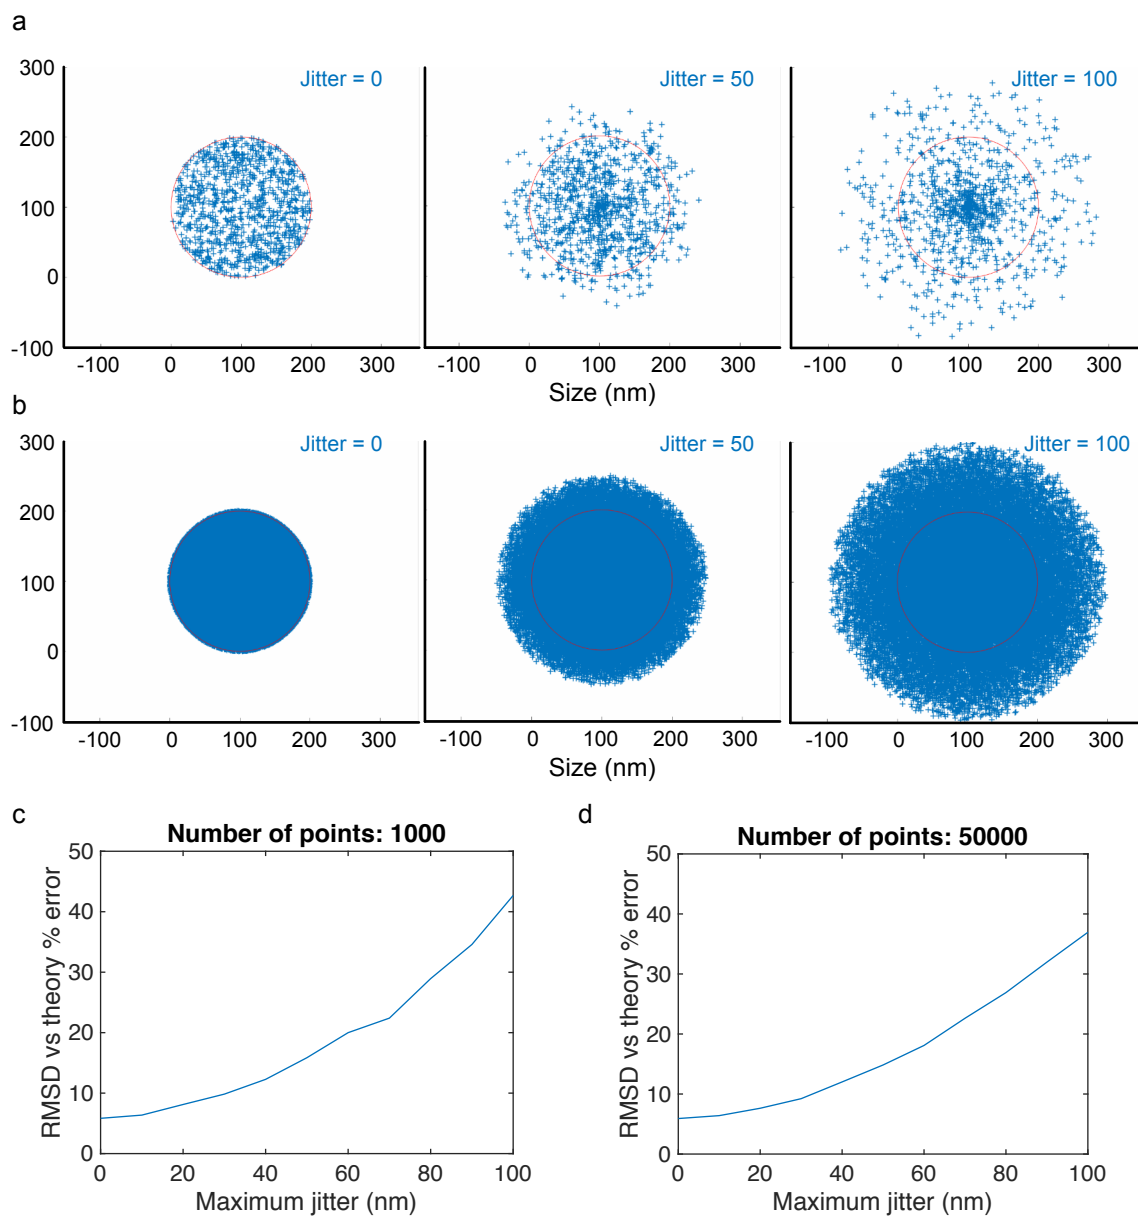 a
Jitter = 0
Jitter = 50
Jitter = 100
300
200
100
0
-100
-100 0 100 200 300
-100 0 100 200 300
-100 0 100 200 300
Size (nm)
b
Jitter = 0
Jitter = 50
Jitter = 100
300
200
100
0
-100
-100 0 100 200 300
-100 0 100 200 300
-100 0 100 200 300
Size (nm)
c
Number of points: 1000
RMSD vs theory % error
50
40
30
20
10
0
0 20 40 60 80 100
Maximum jitter (nm)
d
Number of points: 50000
RMSD vs theory % error
50
40
30
20
10
0
0 20 40 60 80 100
Maximum jitter (nm)